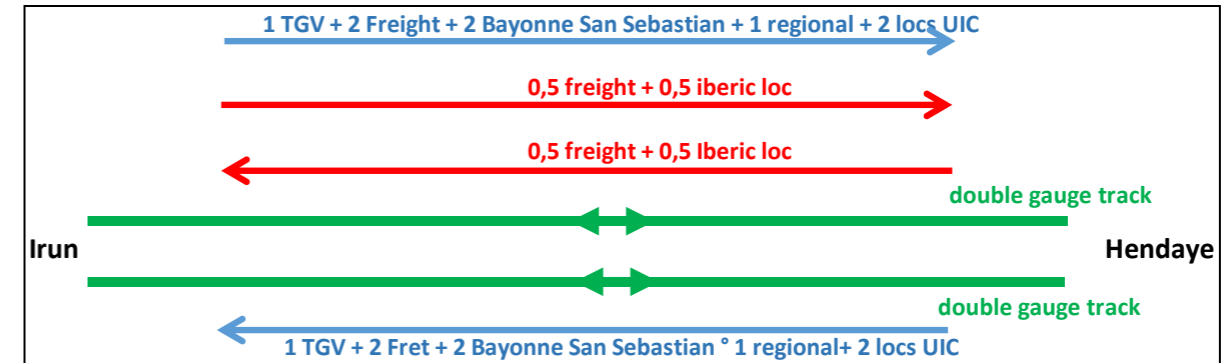 1 TGV + 2 Freight + 2 Bayonne San Sebastian + 1 regional + 2 locs UIC
0,5 freight + 0,5 iberic loc
0,5 freight + 0,5 Iberic loc
double gauge track
Irun
Hendaye
double gauge track
1 TGV + 2 Fret + 2 Bayonne San Sebastian ° 1 regional+ 2 locs UIC